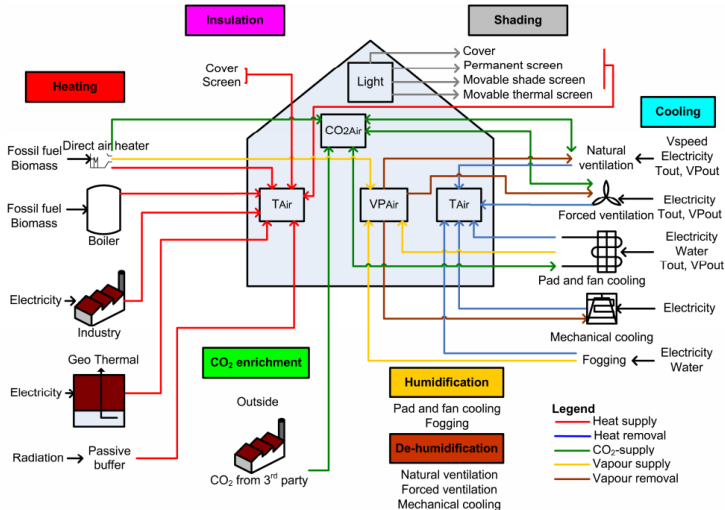 Insulation
Shading
Heating
Cover
Screen
Light
Cover
Permanent screen
Movable shade screen
Movable thermal screen
Cooling
CO2Air
Direct air heater
Fossil fuel
Biomass
Natural
ventilation
Vspeed
Electricity
Tout, VPout
Fossil fuel
Biomass
Boiler
TAir
VPAir
TAir
Forced ventilation
Electricity
Tout, VPout
Electricity
Water
Tout, VPout
Pad and fan cooling
Electricity
Industry
Electricity
Mechanical cooling
Geo Thermal
CO2 enrichment
Fogging
Electricity
Water
Electricity
Humidification
Pad and fan cooling
Fogging
Outside
Legend
Heat supply
Heat removal
CO2-supply
Vapour supply
Vapour removal
Radiation
Passive
buffer
De-humidification
CO2 from 3rd party
Natural ventilation
Forced ventilation
Mechanical cooling